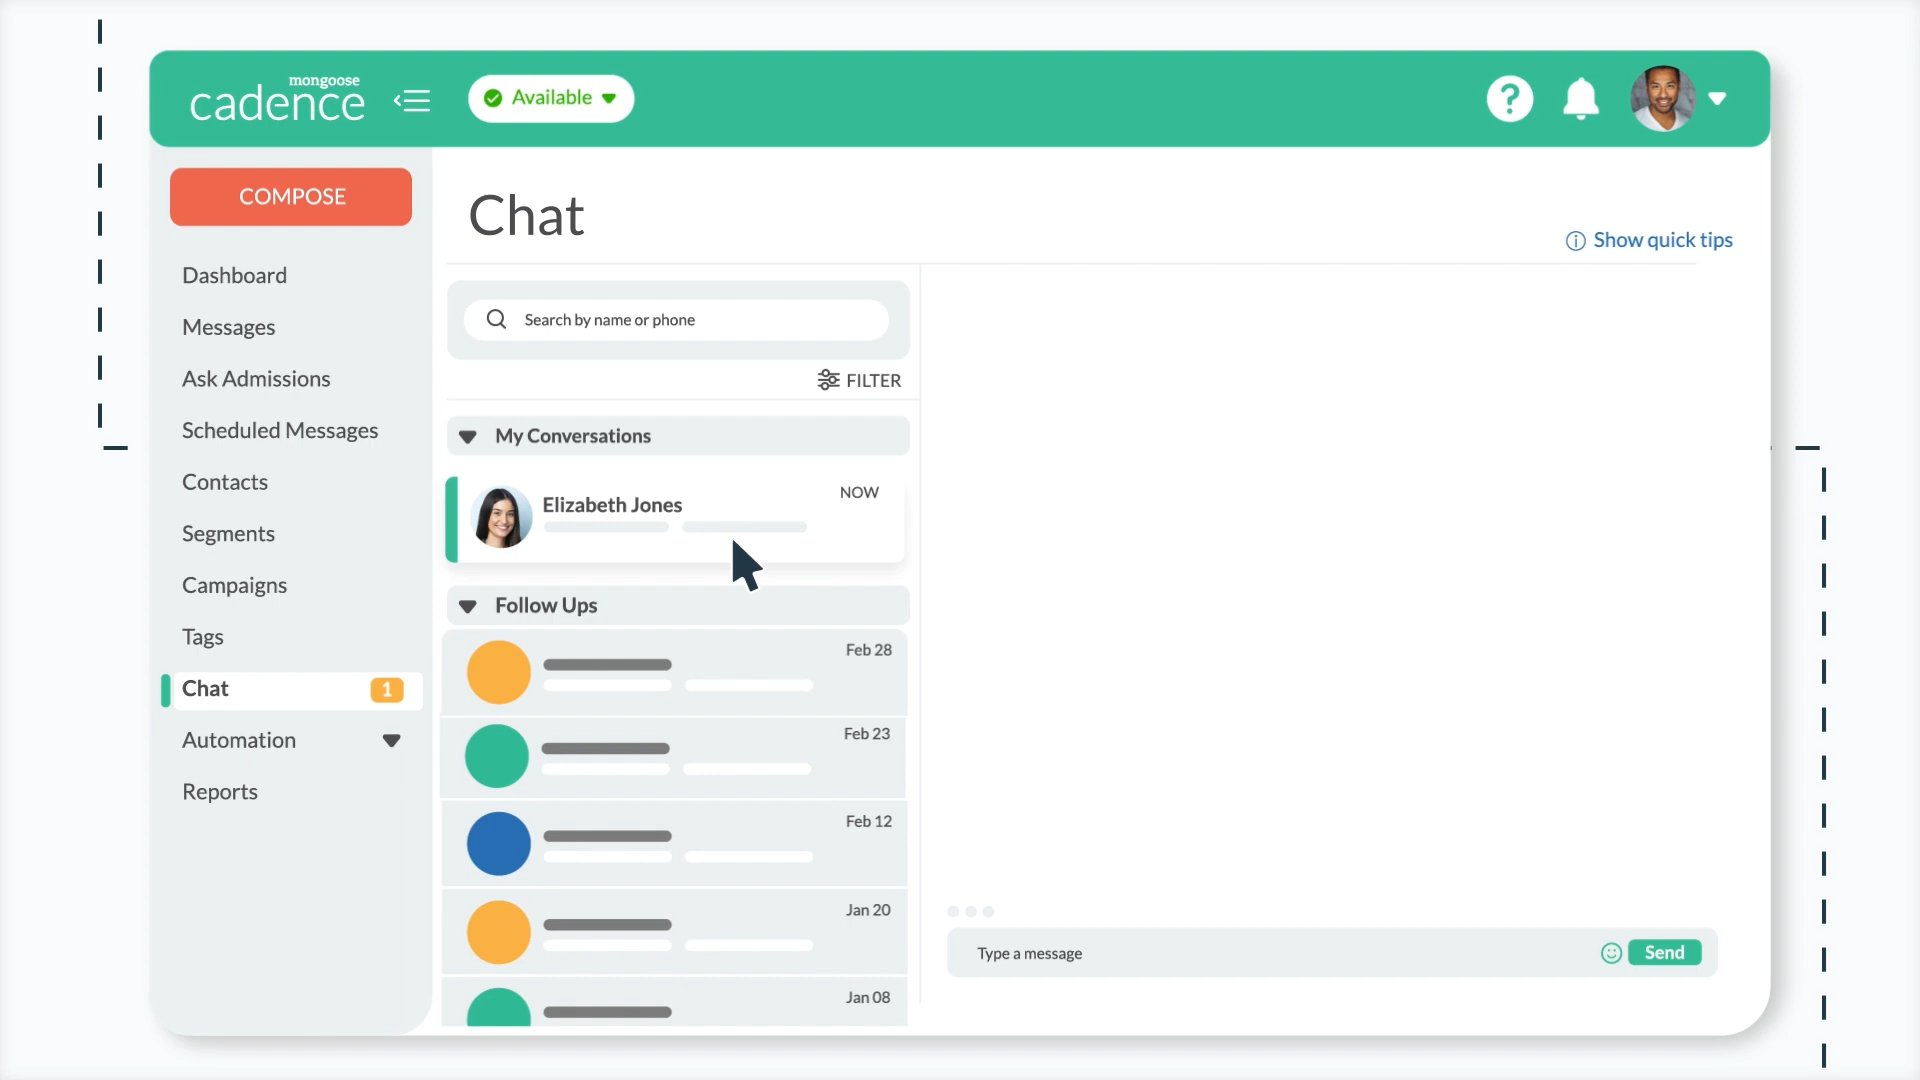 mongoose
cadence
Available
?
COMPOSE
Dashboard
Messages
Ask Admissions
Scheduled Messages
Contacts
Segments
Campaigns
Tags
Chat 1
Automation
Reports
Chat
Show quick tips
Search by name or phone
FILTER
My Conversations
Elizabeth Jones
NOW
Follow Ups
Feb 28
Feb 23
Feb 12
Jan 20
Jan 08
Type a message
Send